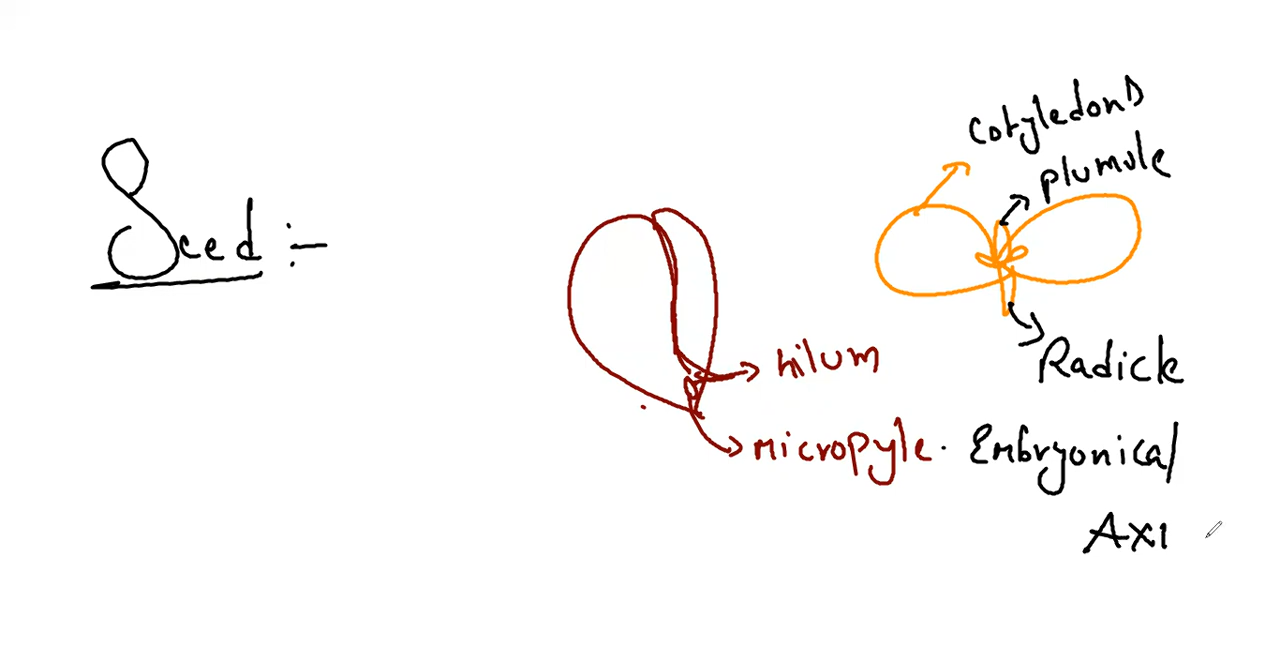 Seed :-
Cotyledons
plumule
hilum
Radicle
micropyle.
Embryonical
Axi